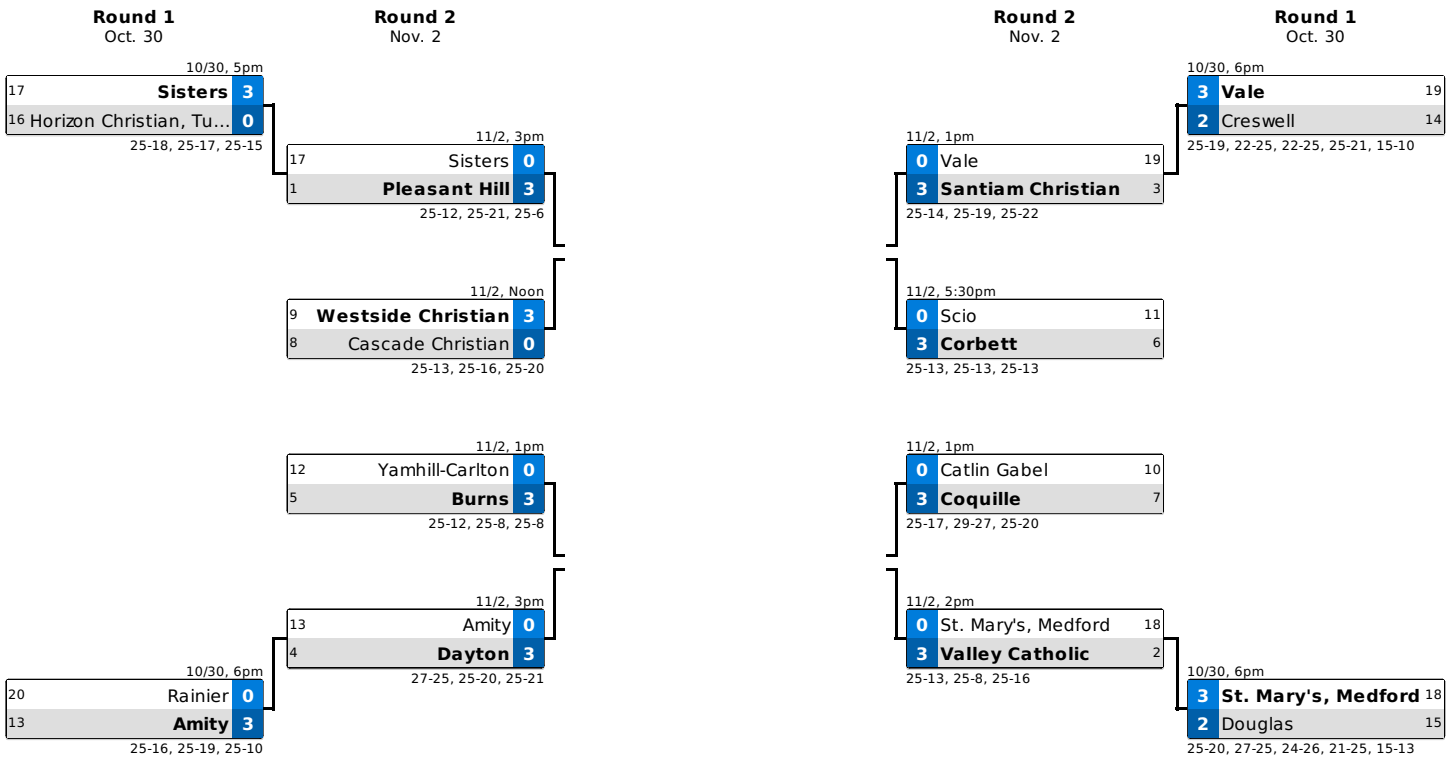 Round 1
Oct. 30
Round 2
Nov. 2
Round 2
Nov. 2
Round 1
Oct. 30
10/30, 5pm
17 Sisters 3
16 Horizon Christian, Tu... 0
25-18, 25-17, 25-15
11/2, 3pm
17 Sisters 0
1 Pleasant Hill 3
25-12, 25-21, 25-6
11/2, Noon
9 Westside Christian 3
8 Cascade Christian 0
25-13, 25-16, 25-20
11/2, 1pm
12 Yamhill-Carlton 0
5 Burns 3
25-12, 25-8, 25-8
11/2, 3pm
13 Amity 0
4 Dayton 3
27-25, 25-20, 25-21
10/30, 6pm
20 Rainier 0
13 Amity 3
25-16, 25-19, 25-10
10/30, 6pm
3 Vale 19
2 Creswell 14
25-19, 22-25, 22-25, 25-21, 15-10
11/2, 1pm
0 Vale 19
3 Santiam Christian 3
25-14, 25-19, 25-22
11/2, 5:30pm
0 Scio 11
3 Corbett 6
25-13, 25-13, 25-13
11/2, 1pm
0 Catlin Gabel 10
3 Coquille 7
25-17, 29-27, 25-20
11/2, 2pm
0 St. Mary's, Medford 18
3 Valley Catholic 2
25-13, 25-8, 25-16
10/30, 6pm
3 St. Mary's, Medford 18
2 Douglas 15
25-20, 27-25, 24-26, 21-25, 15-13